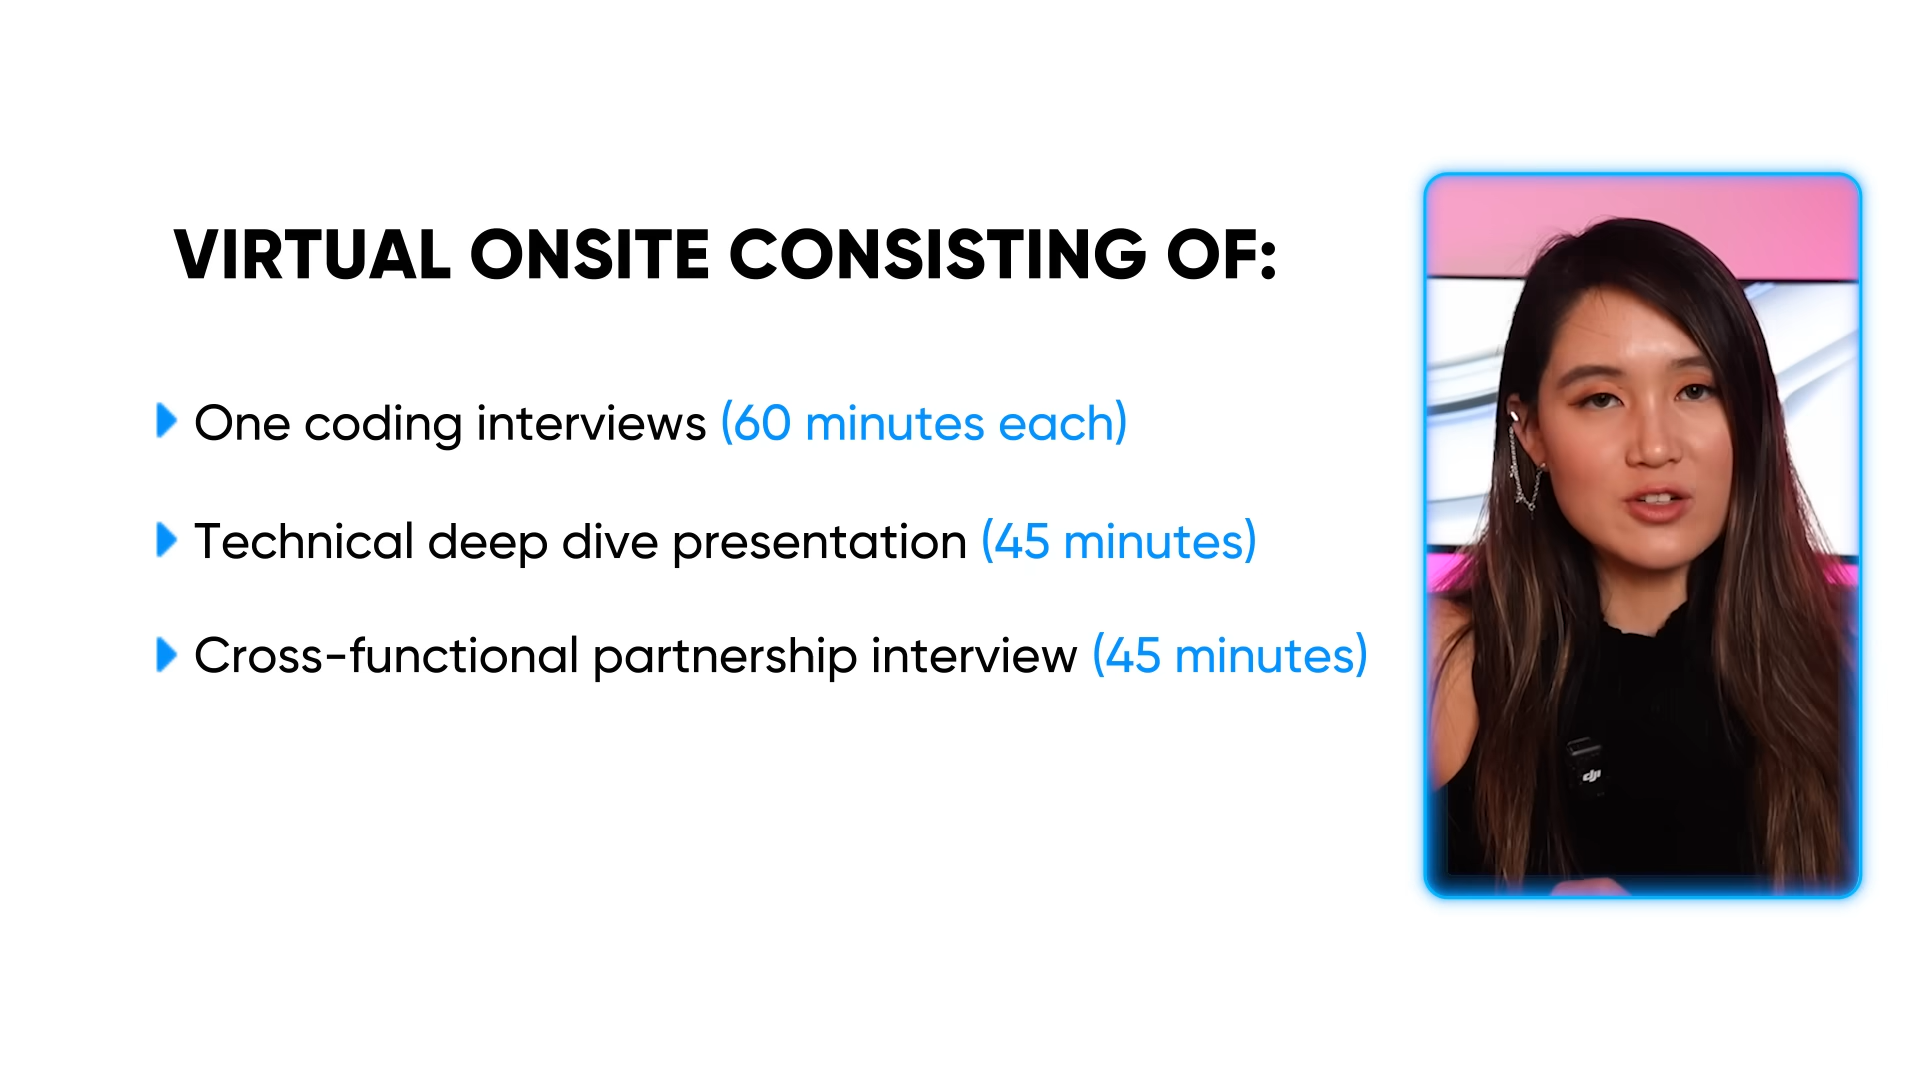 VIRTUAL ONSITE CONSISTING OF:
One coding interviews (60 minutes each)
Technical deep dive presentation (45 minutes)
Cross-functional partnership interview (45 minutes)
dji